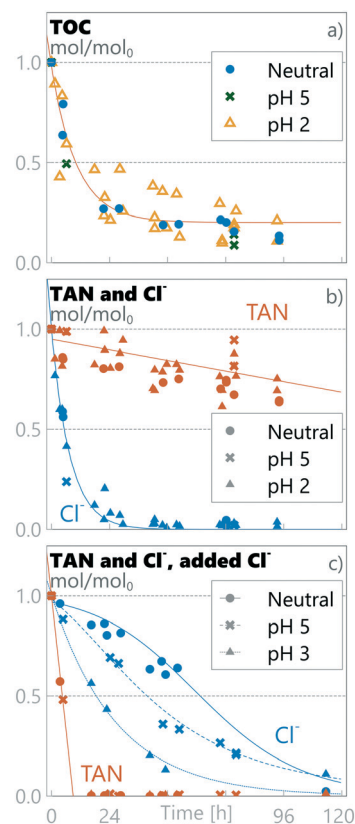 TOC
a)
mol/mol₀
1.0
Neutral
pH 5
pH 2
0.5
0.0
TAN and Cl⁻
b)
mol/mol₀
TAN
1.0
0.5
Neutral
pH 5
pH 2
Cl⁻
0.0
TAN and Cl⁻, added Cl⁻
c)
mol/mol₀
1.0
Neutral
pH 5
pH 3
0.5
Cl⁻
TAN
0.0
0 24 Time [h] 72 96 120